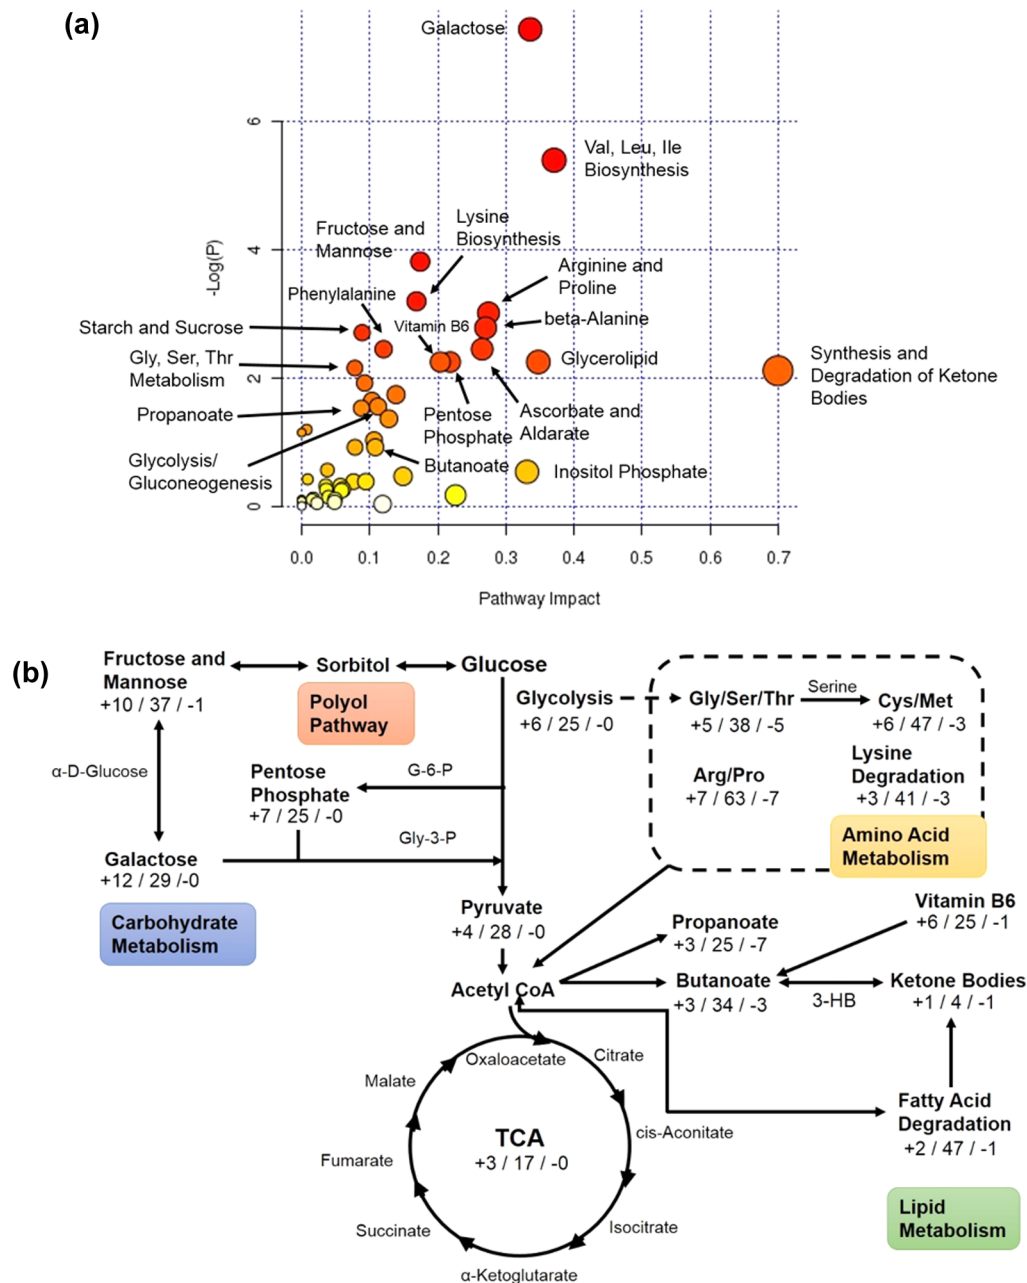 (a)
Galactose
6
Val, Leu, Ile
Biosynthesis
Lysine
Biosynthesis
Fructose and
Mannose
4
-Log(P)
Arginine and
Proline
Phenylalanine
beta-Alanine
Starch and Sucrose
Vitamin B6
Gly, Ser, Thr
Metabolism
Glycerolipid
Synthesis and
Degradation of Ketone
Bodies
2
Propanoate
Pentose
Phosphate
Ascorbate and
Aldarate
Glycolysis/
Gluconeogenesis
Butanoate
Inositol Phosphate
0
0.0 0.1 0.2 0.3 0.4 0.5 0.6 0.7
Pathway Impact
(b)
Fructose and
Mannose
+10 / 37 / -1
Sorbitol
Glucose
Polyol
Pathway
Glycolysis
+6 / 25 / -0
Gly/Ser/Thr
+5 / 38 / -5
Serine
Cys/Met
+6 / 47 / -3
α-D-Glucose
Pentose
Phosphate
+7 / 25 / -0
G-6-P
Arg/Pro
+7 / 63 / -7
Lysine
Degradation
+3 / 41 / -3
Gly-3-P
Amino Acid
Metabolism
Galactose
+12 / 29 /-0
Carbohydrate
Metabolism
Pyruvate
+4 / 28 / -0
Propanoate
+3 / 25 / -7
Vitamin B6
+6 / 25 / -1
Acetyl CoA
Butanoate
+3 / 34 / -3
3-HB
Ketone Bodies
+1 / 4 / -1
Oxaloacetate
Citrate
Malate
cis-Aconitate
Fatty Acid
Degradation
+2 / 47 / -1
TCA
+3 / 17 / -0
Fumarate
Succinate
Isocitrate
α-Ketoglutarate
Lipid
Metabolism